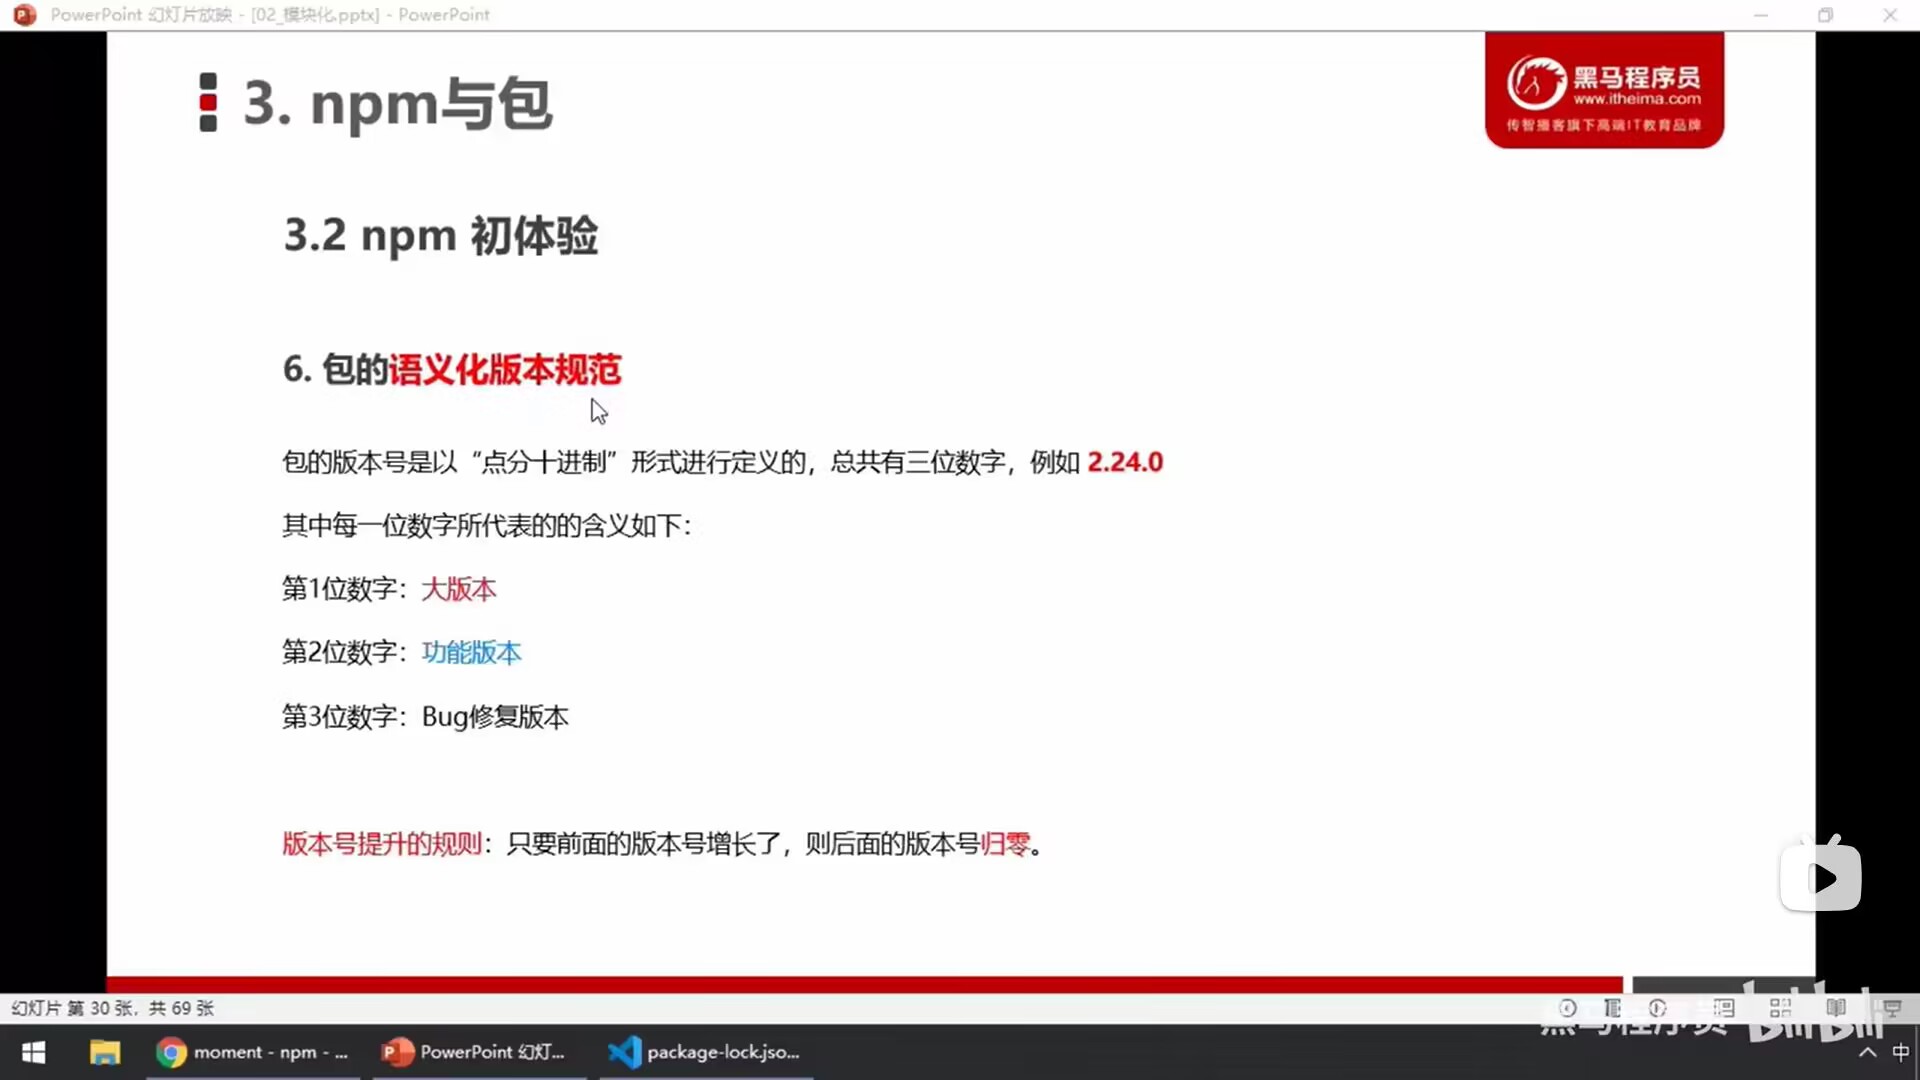 PowerPoint 幻灯片放映 - [02_模块化.pptx] - PowerPoint
3. npm与包
黑马程序员
www.itheima.com
传智播客旗下高端IT教育品牌
3.2 npm 初体验
6. 包的语义化版本规范
包的版本号是以“点分十进制”形式进行定义的，总共有三位数字，例如 2.24.0
其中每一位数字所代表的的含义如下：
第1位数字：大版本
第2位数字：功能版本
第3位数字：Bug修复版本
版本号提升的规则：只要前面的版本号增长了，则后面的版本号归零。
幻灯片 第 30 张，共 69 张
黑马程序员 bilibili
moment - npm - ...
PowerPoint 幻灯...
package-lock.jso...
中